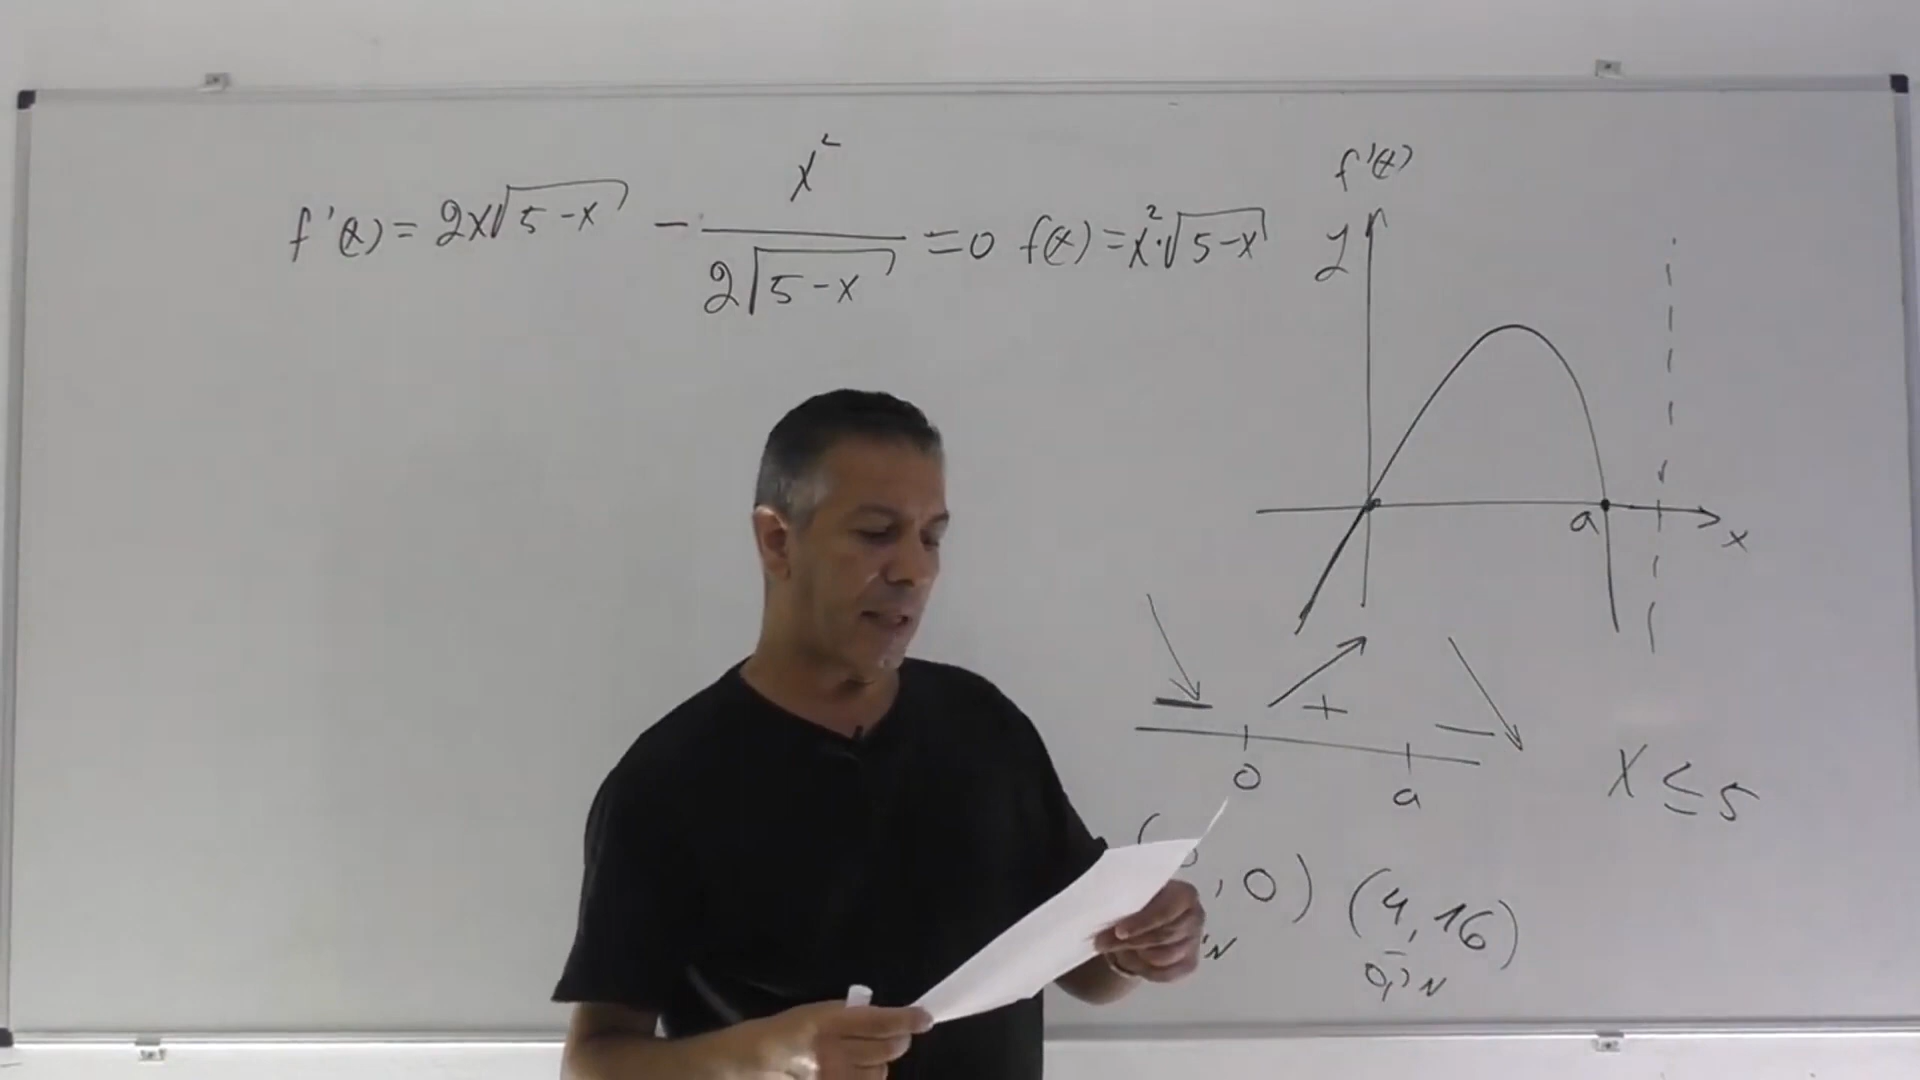 f'(x) = 2x√(5-x) - x²/(2√(5-x)) = 0
f(x) = x²·√(5-x)
f'(x)
y
a
x
- + -
0 a
x ≤ 5
, 0) (4, 16)